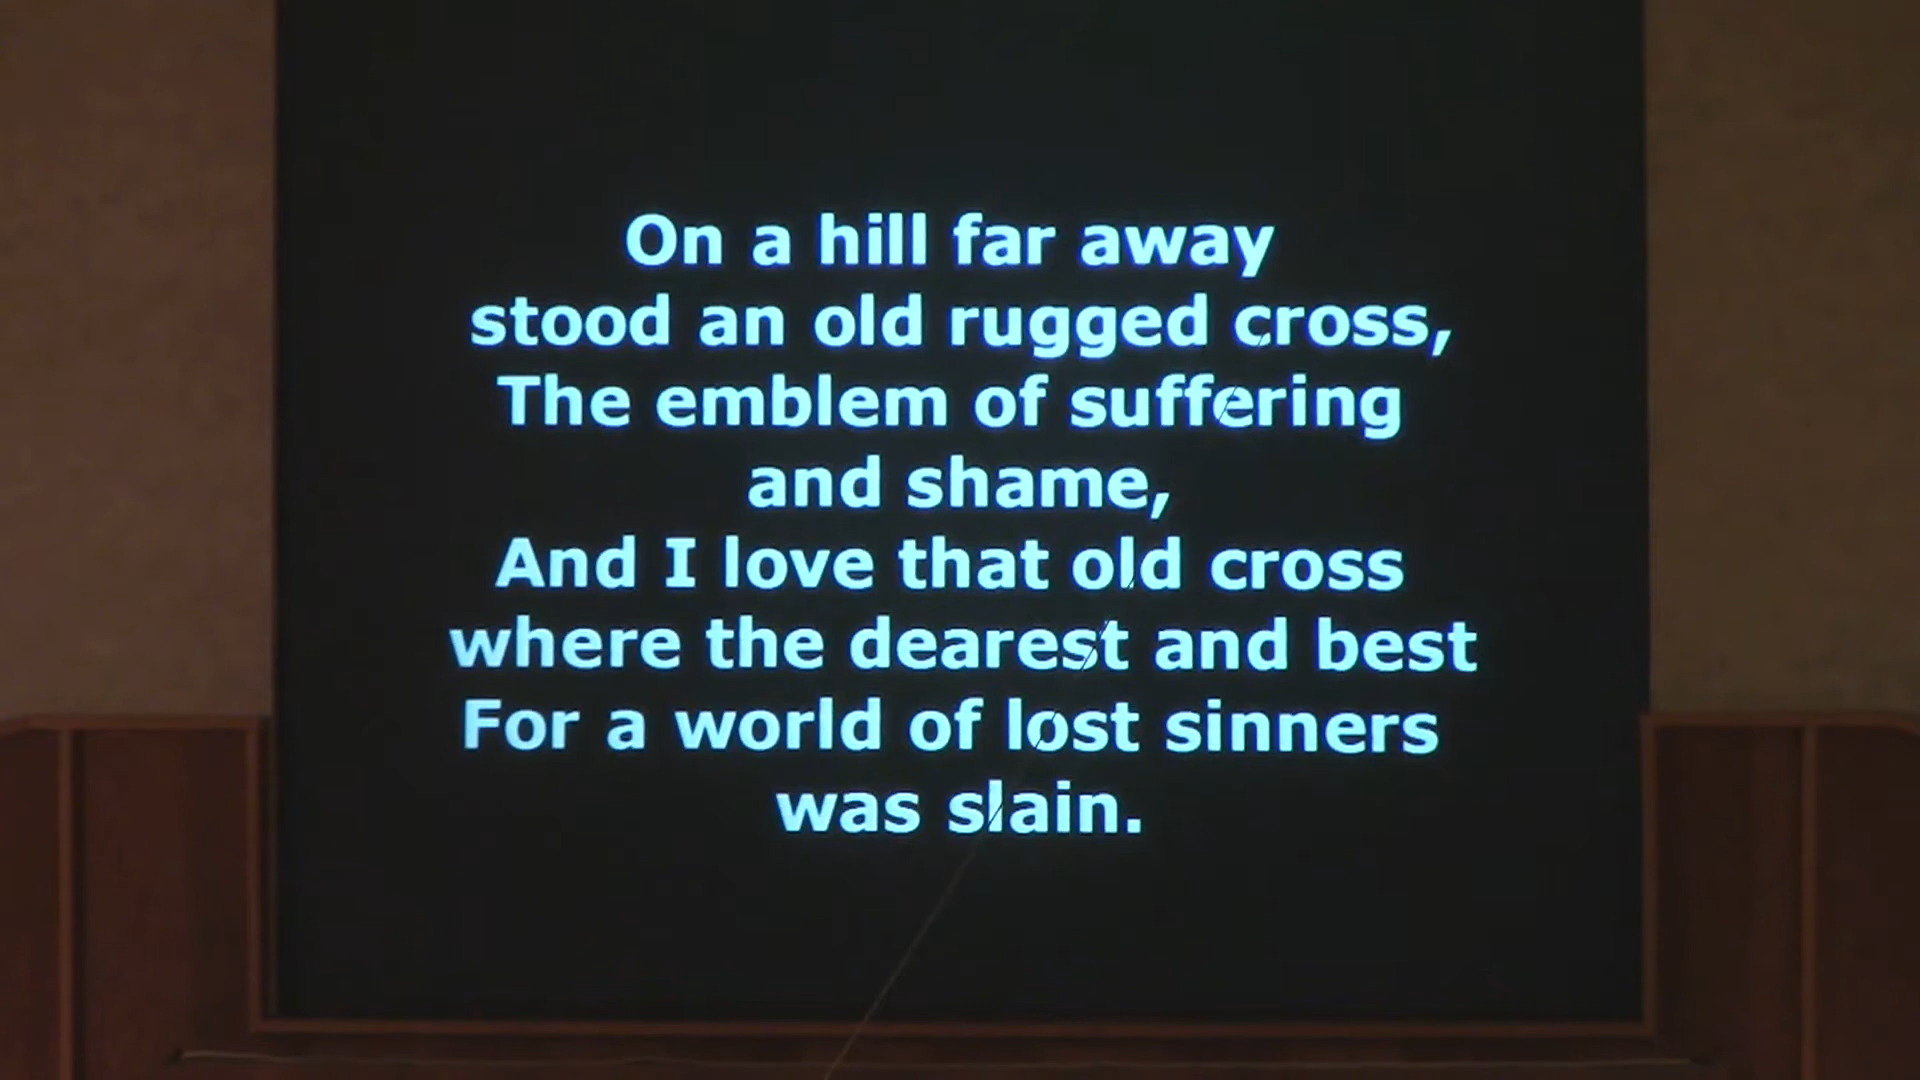 On a hill far away
stood an old rugged cross,
The emblem of suffering
and shame,
And I love that old cross
where the dearest and best
For a world of lost sinners
was slain.